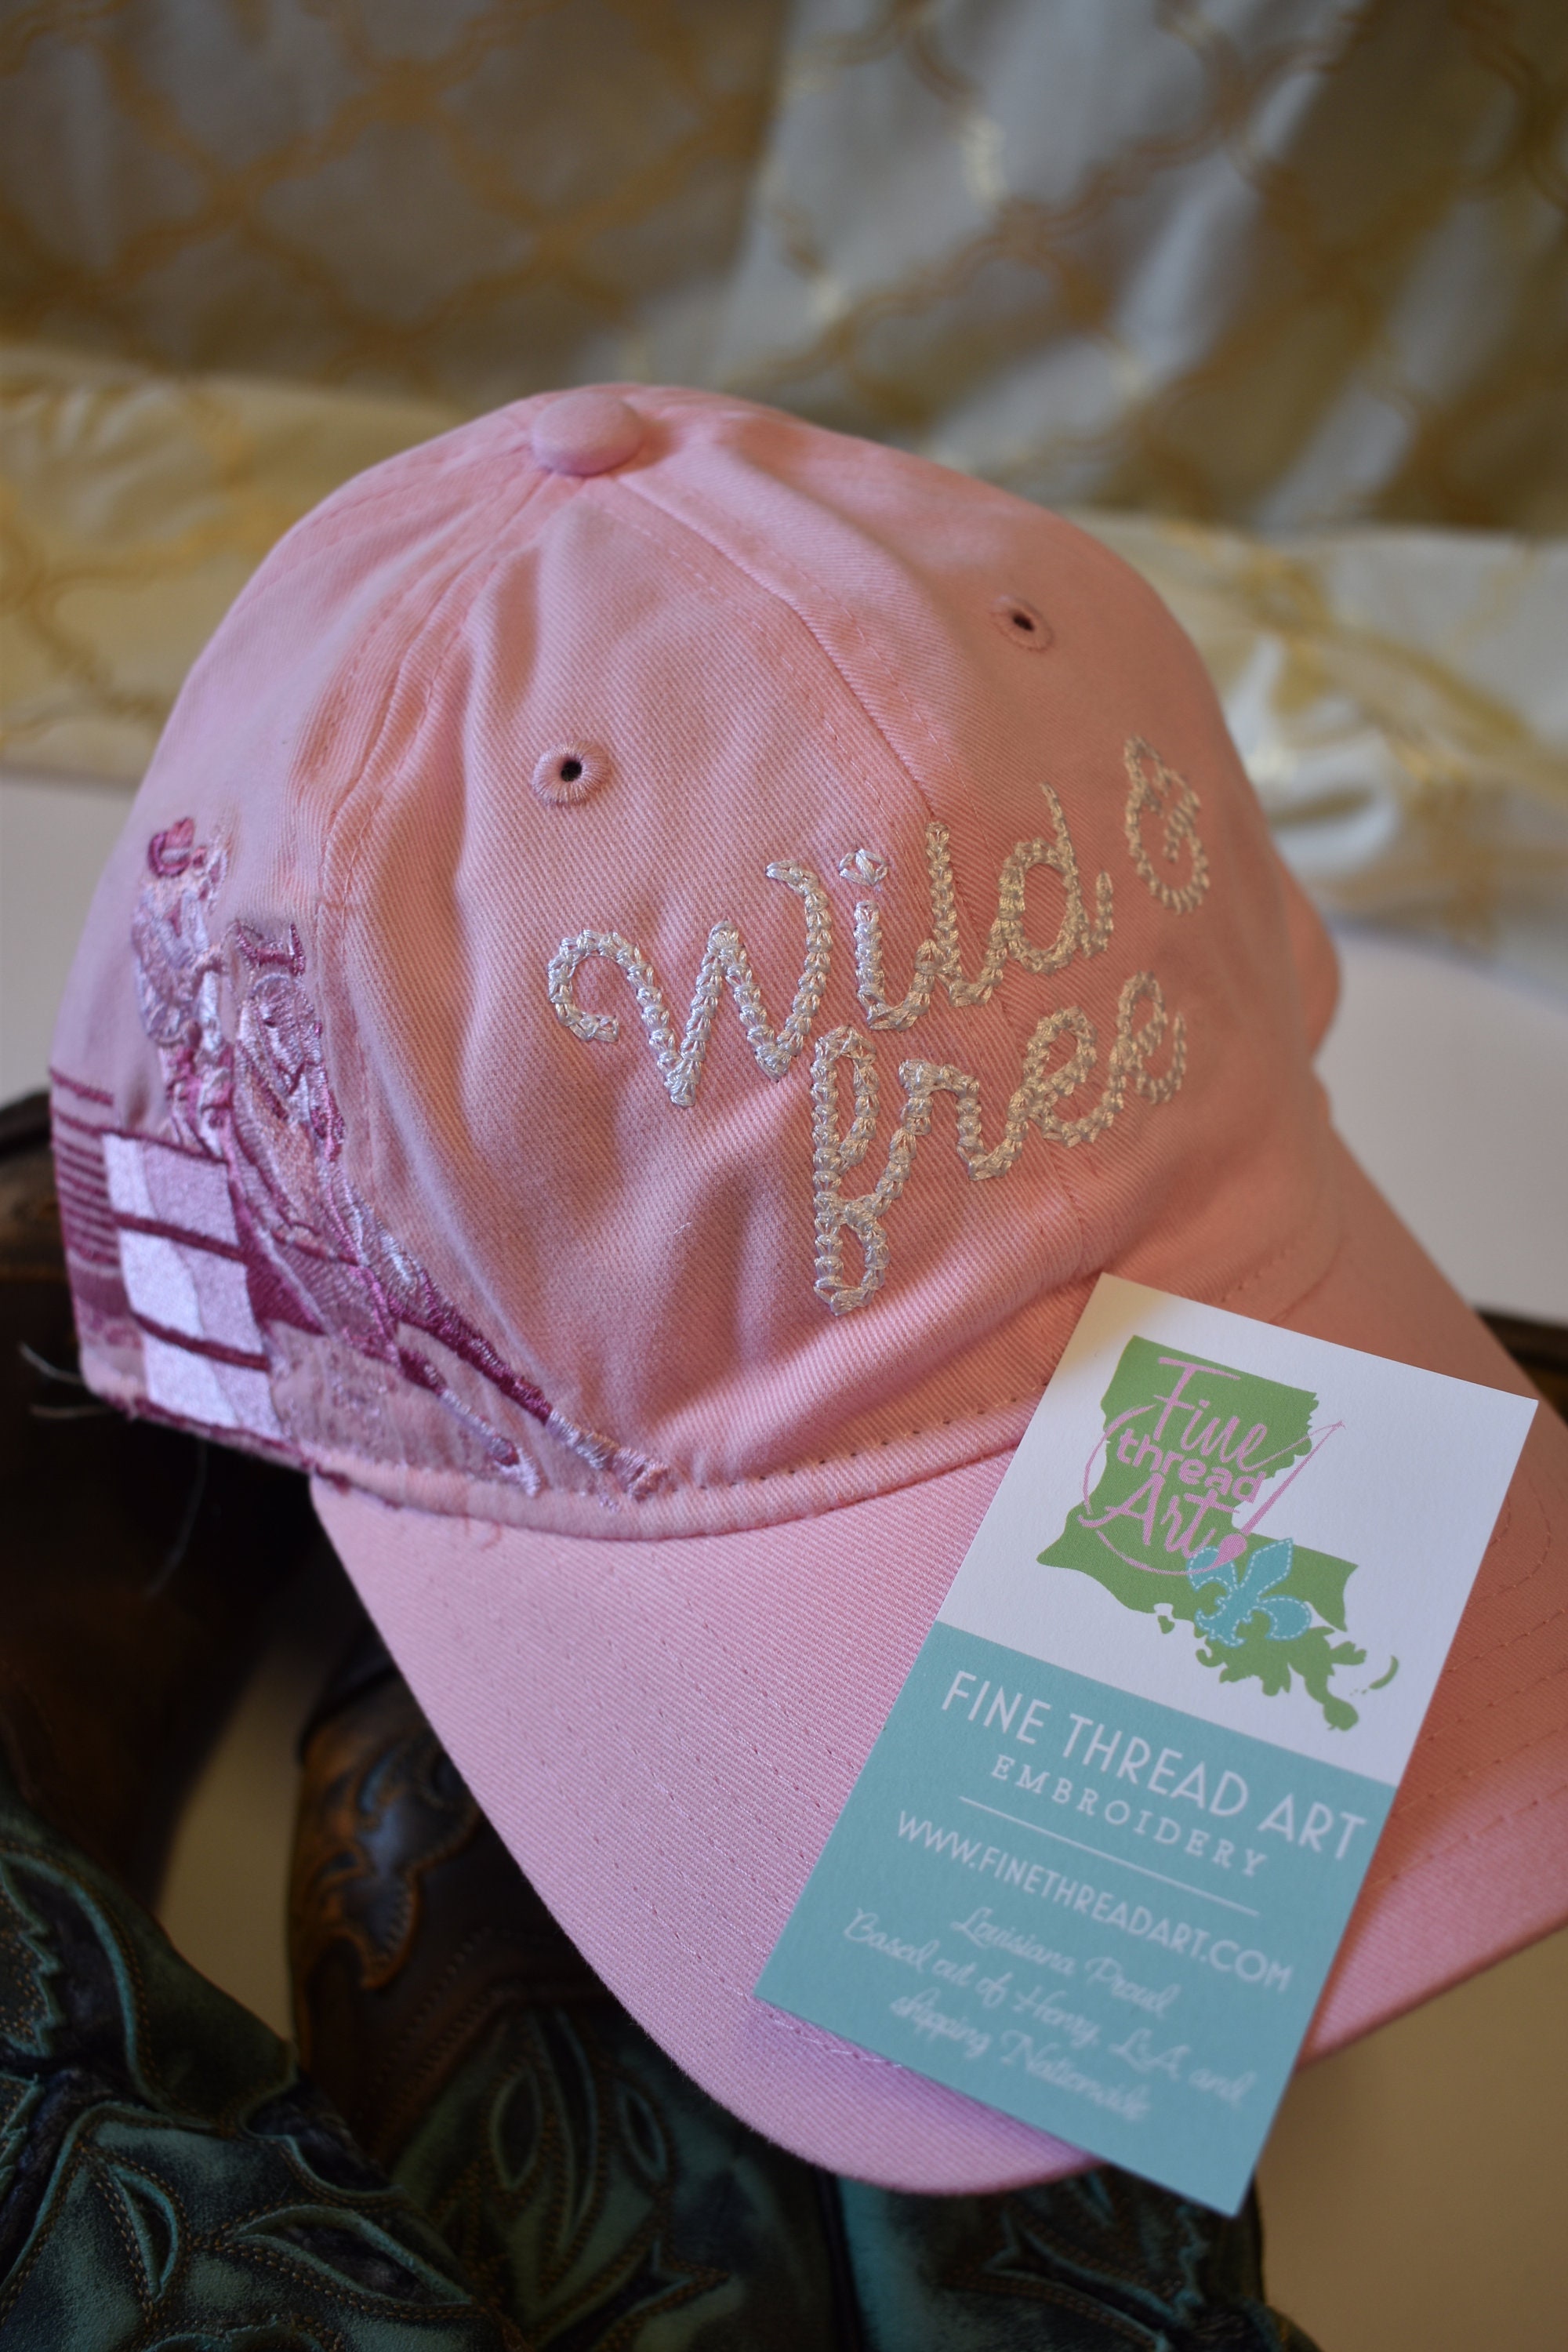 Wild &
free
Fine
thread
Art
FINE THREAD ART
EMBROIDERY
WWW.FINETHREADART.COM
Louisiana Proud
Based out of Henry, LA and
shipping Nationwide